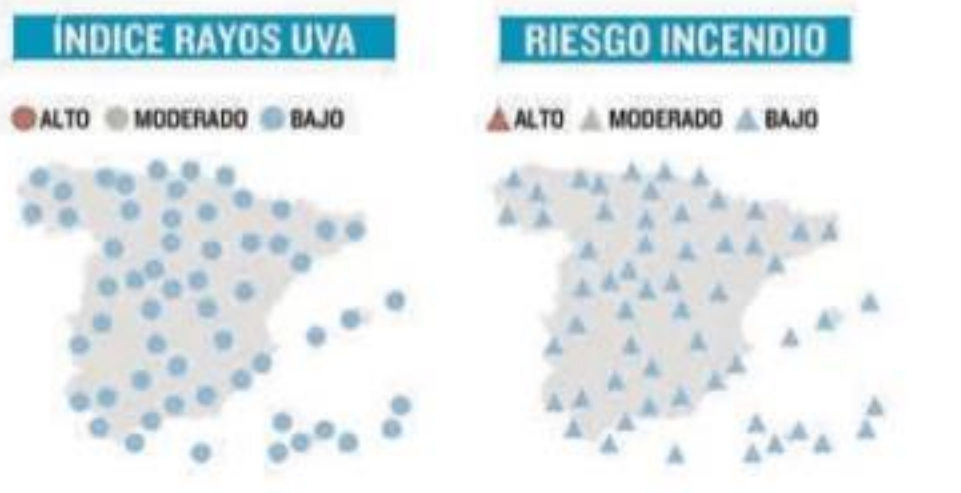 ÍNDICE RAYOS UVA
ALTO MODERADO BAJO
RIESGO INCENDIO
ALTO MODERADO BAJO